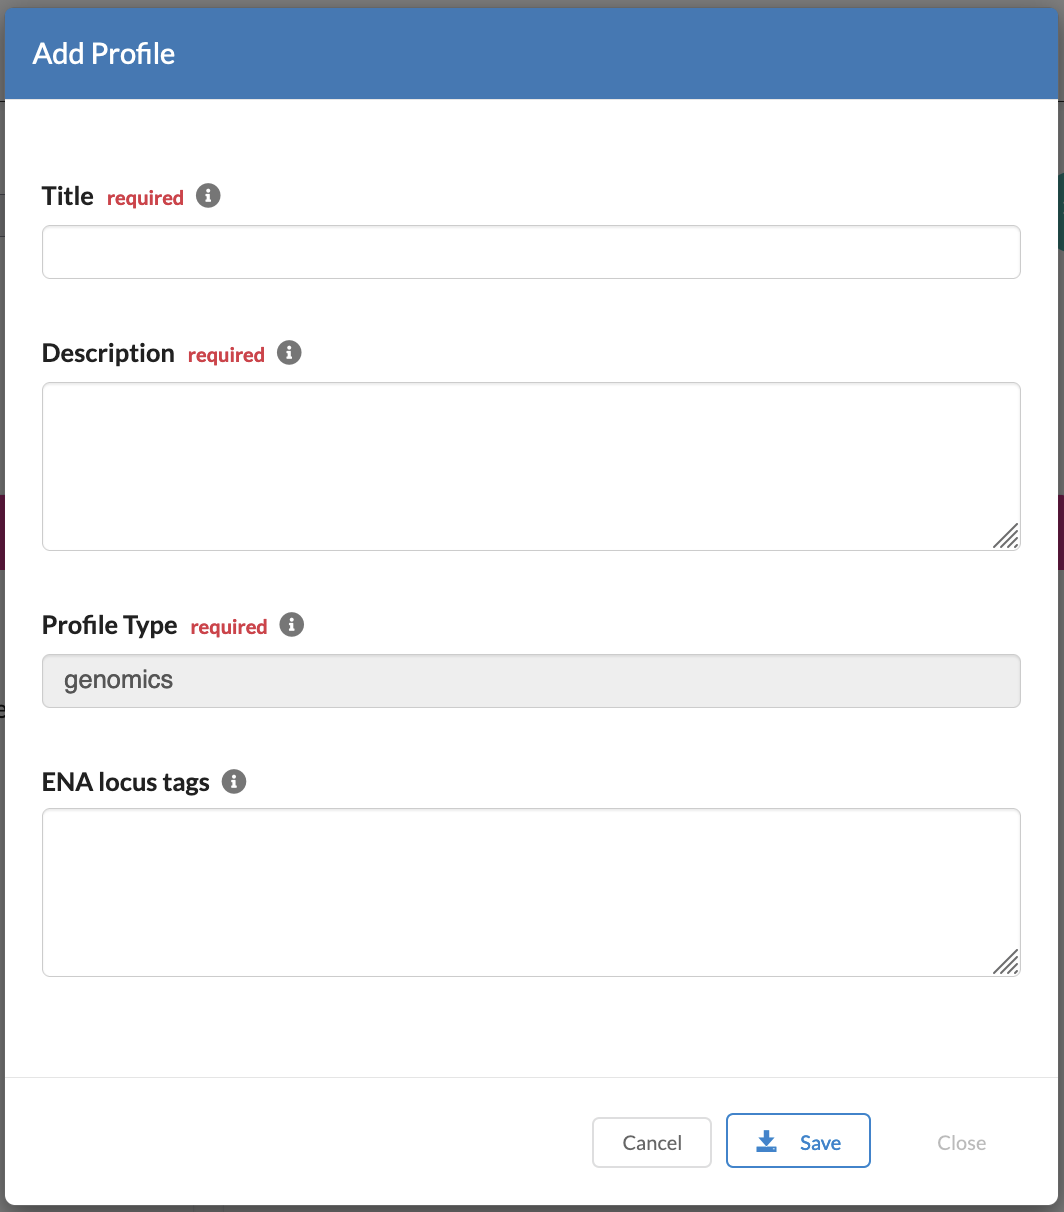 Add Profile
Title required
Description required
Profile Type required
genomics
ENA locus tags
Cancel Save Close